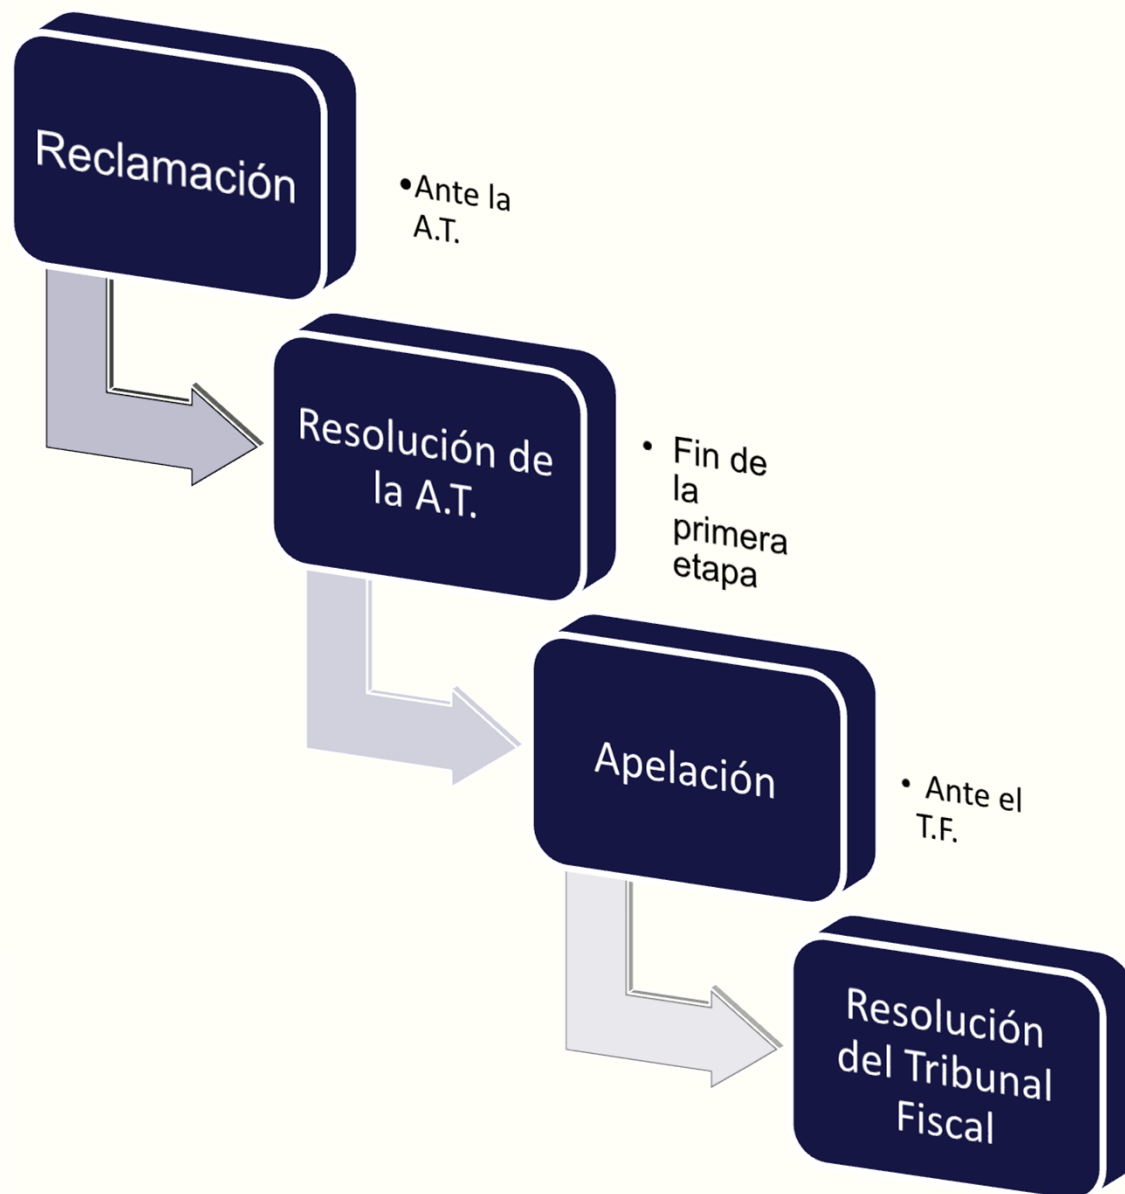 Reclamación
•Ante la
A.T.
Resolución de
la A.T.
• Fin de
la
primera
etapa
Apelación
• Ante el
T.F.
Resolución
del Tribunal
Fiscal